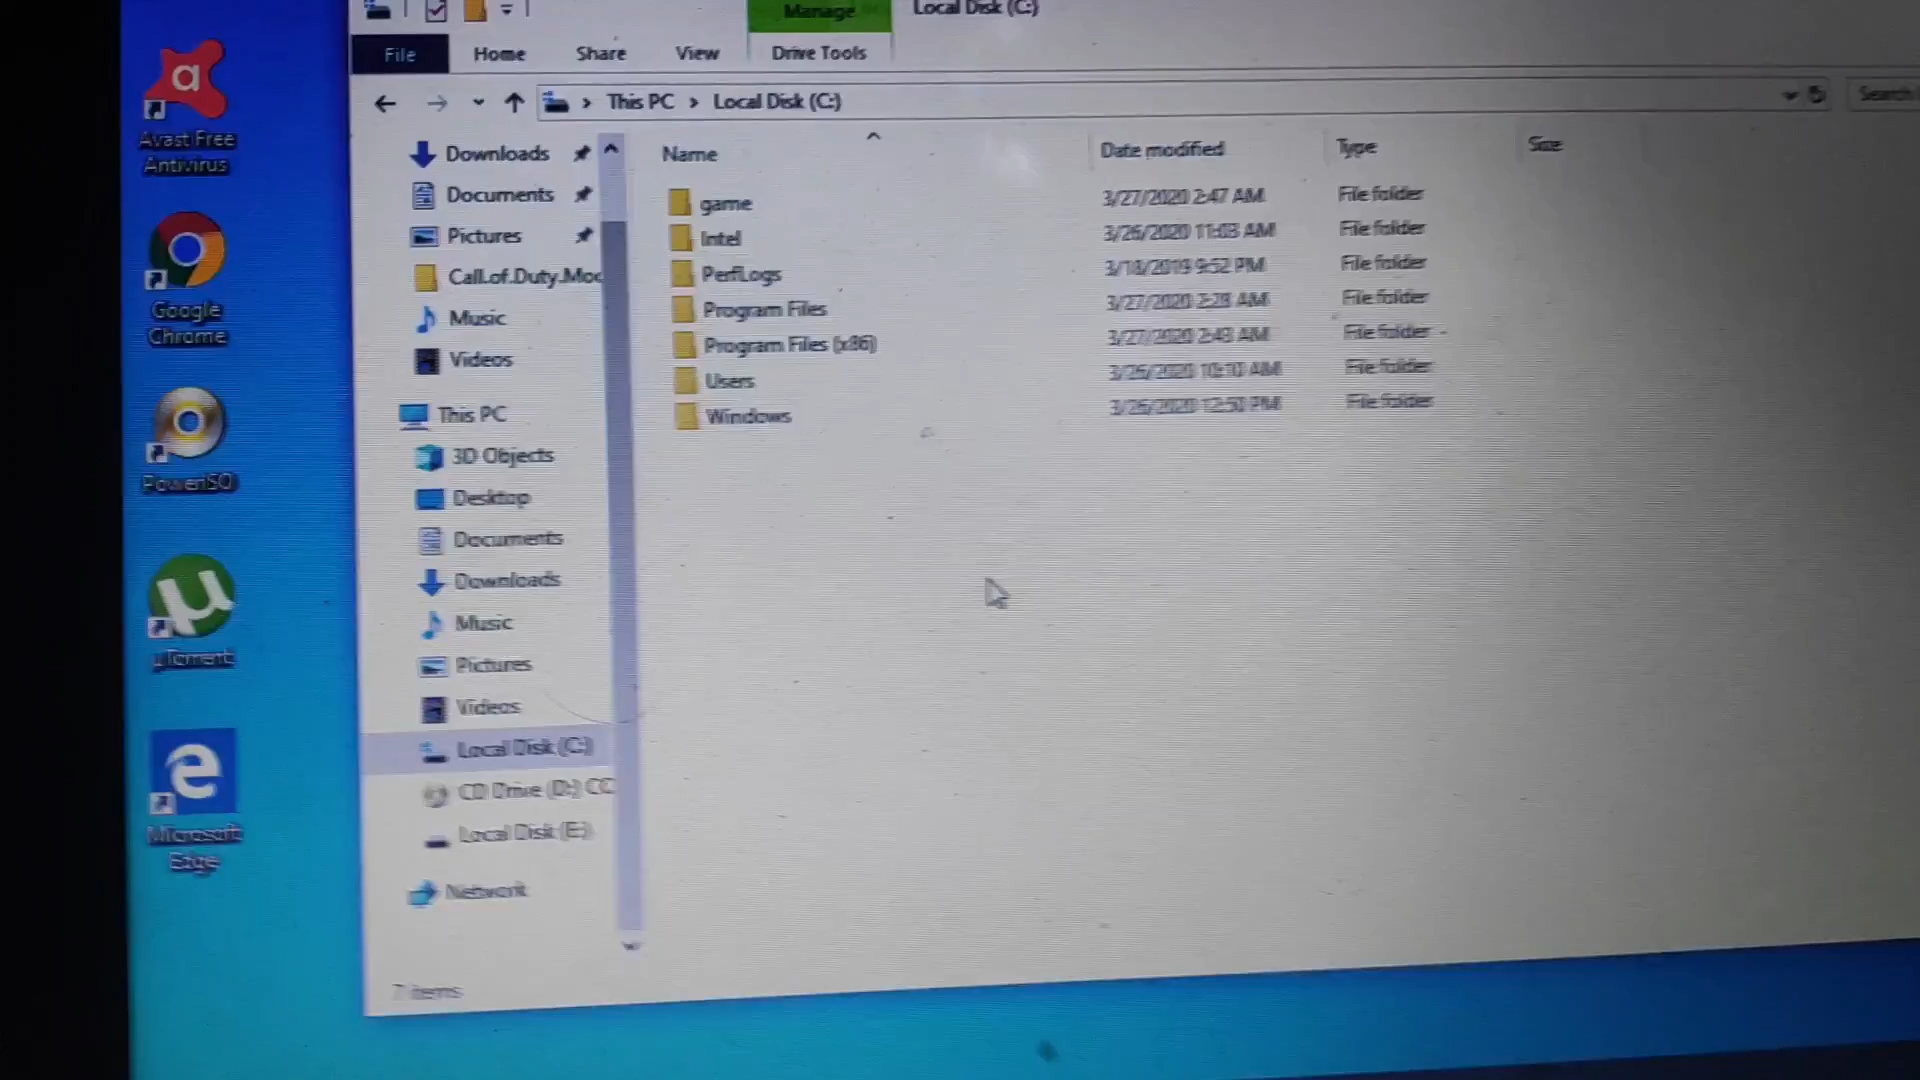 Manage
Local Disk (C:)
File
Home
Share
View
Drive Tools
This PC
Local Disk (C:)
Search
a
Avast Free
Antivirus
Google
Chrome
PowerISO
µ
µTorrent
Microsoft
Edge
Downloads
Documents
Pictures
Call.of.Duty.Moc
Music
Videos
This PC
3D Objects
Desktop
Documents
Downloads
Music
Pictures
Videos
Local Disk (C:)
CD Drive (D:) CC
Local Disk (E:)
Network
7 items
Name
Date modified
Type
Size
game 3/27/2020 2:47 AM File folder
Intel 3/26/2020 11:03 AM File folder
PerfLogs 3/18/2019 9:52 PM File folder
Program Files 3/27/2020 2:28 AM File folder
Program Files (x86) 3/27/2020 2:43 AM File folder
Users 3/26/2020 10:10 AM File folder
Windows 3/26/2020 12:50 PM File folder